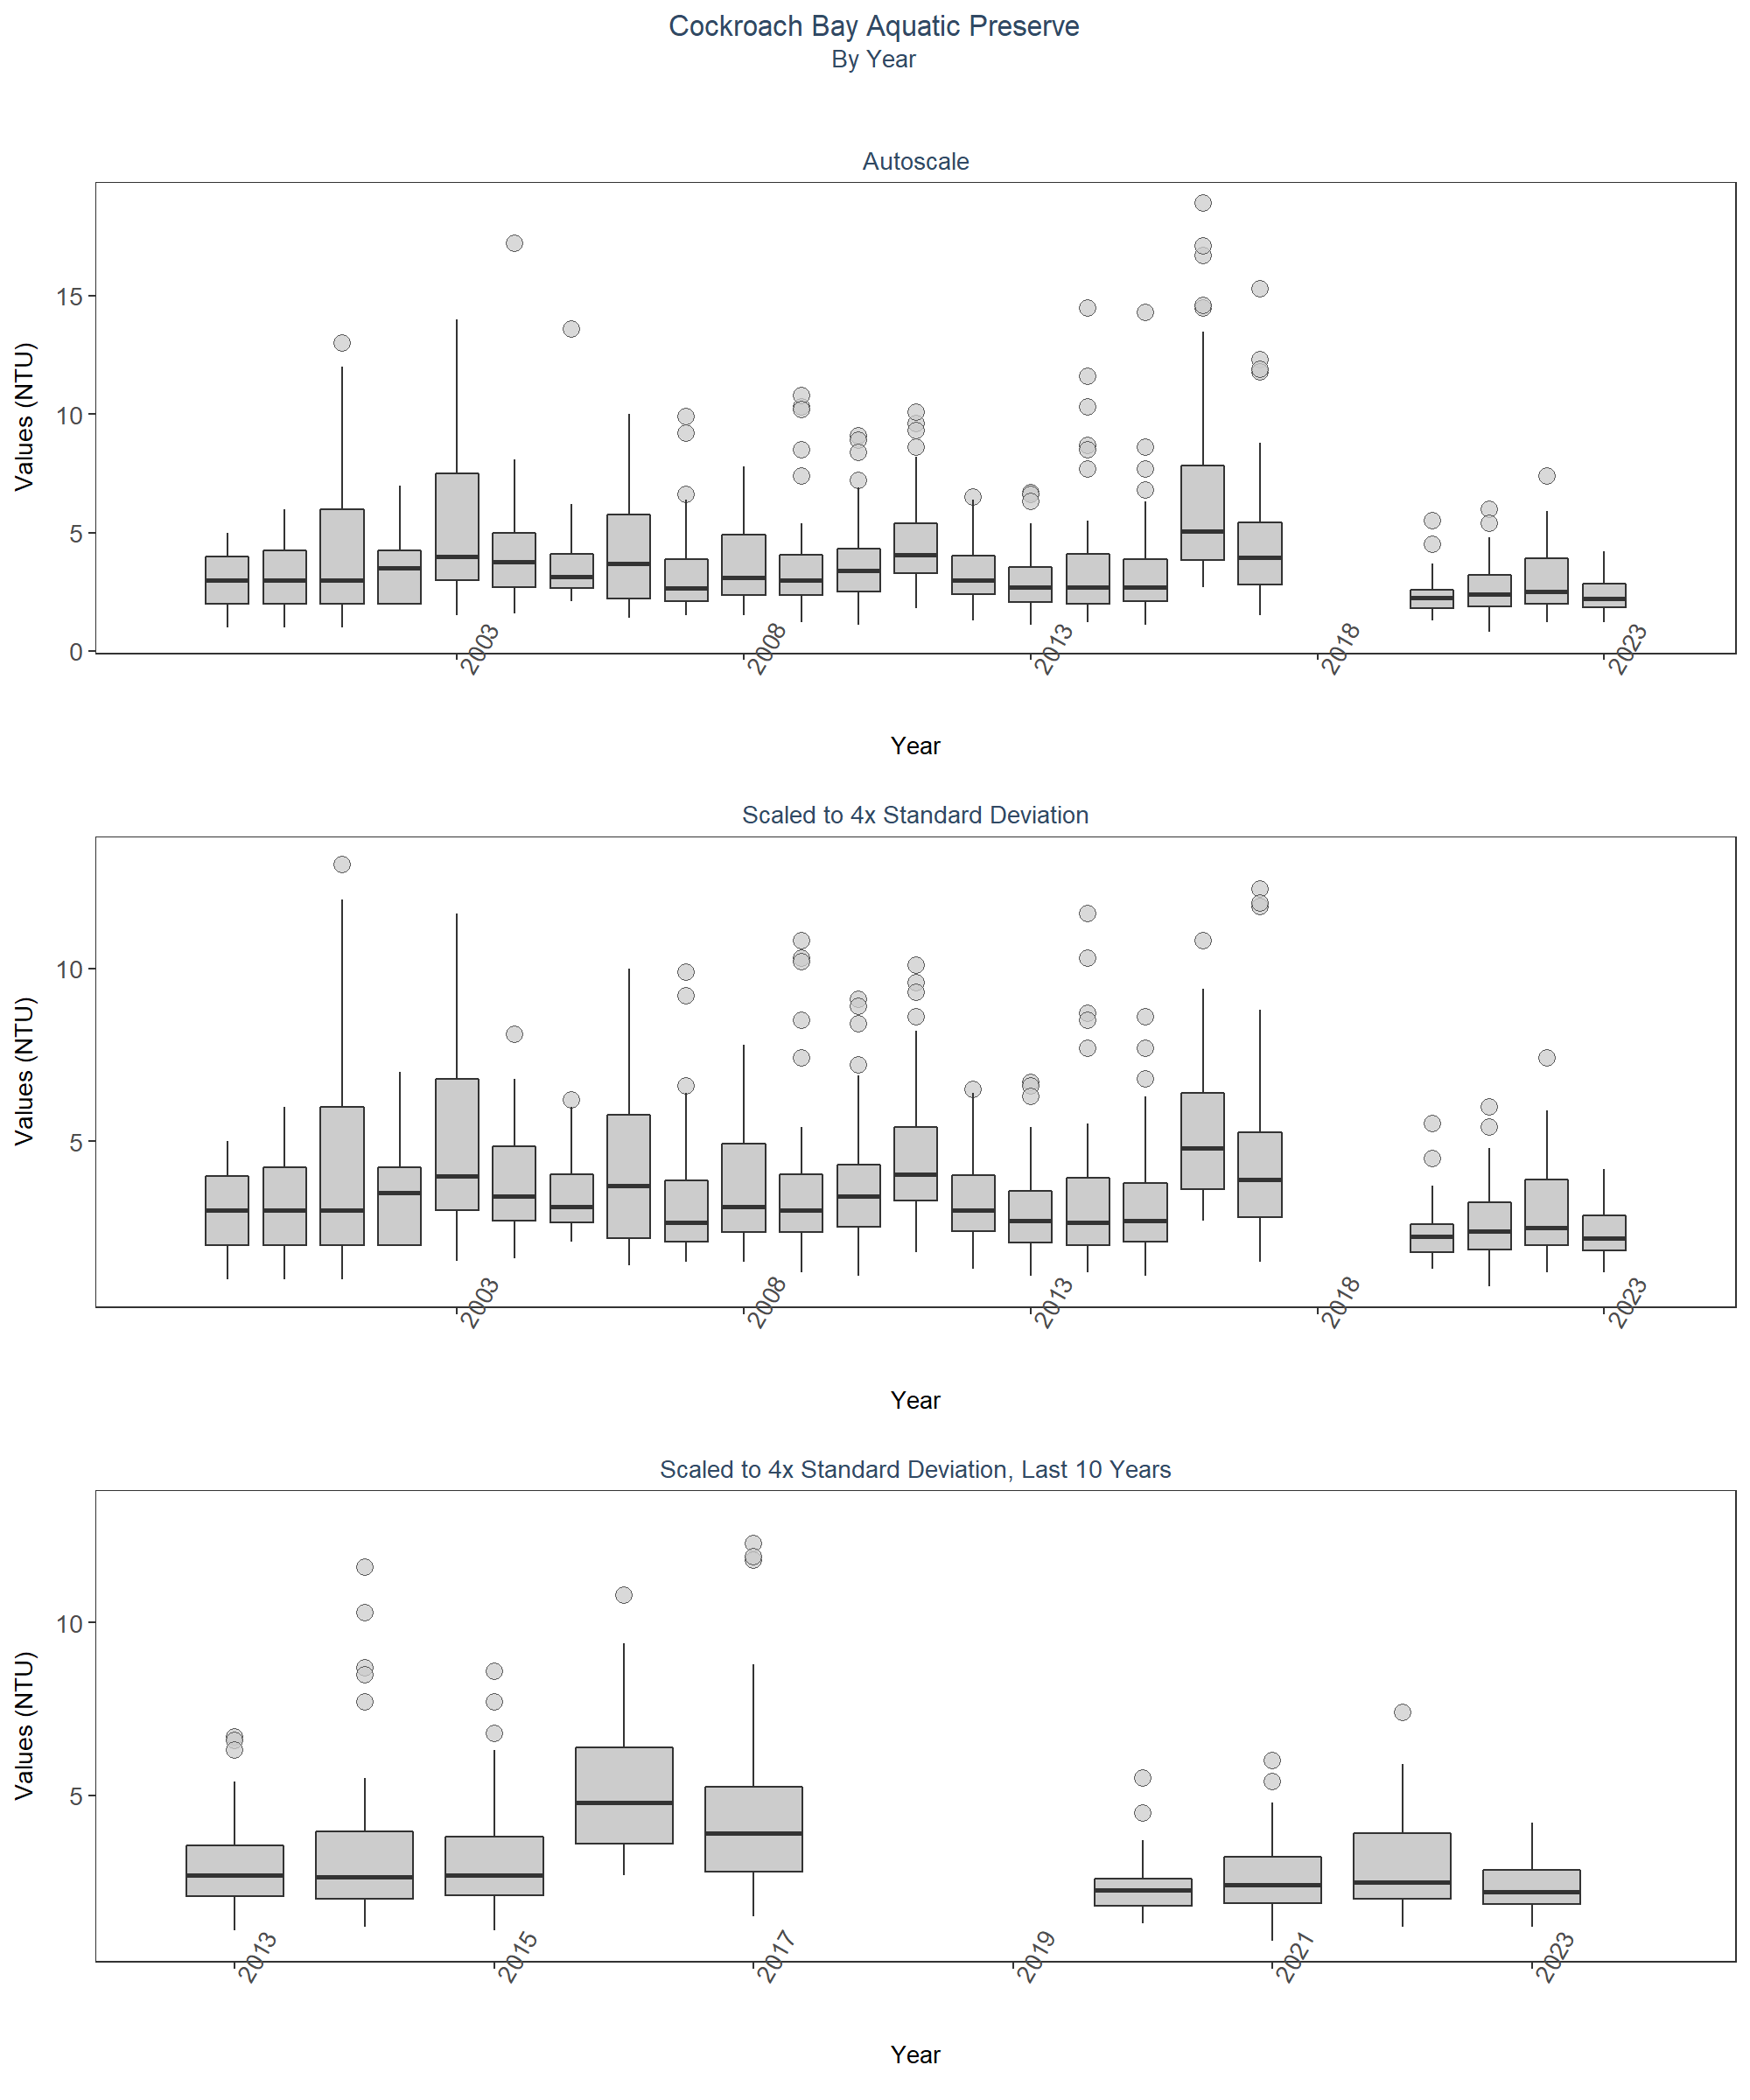 Cockroach Bay Aquatic Preserve
By Year
Autoscale
Values (NTU)
15
10
5
0
2003 2008 2013 2018 2023
Year
Scaled to 4x Standard Deviation
Values (NTU)
10
5
2003 2008 2013 2018 2023
Year
Scaled to 4x Standard Deviation, Last 10 Years
Values (NTU)
10
5
2013 2015 2017 2019 2021 2023
Year